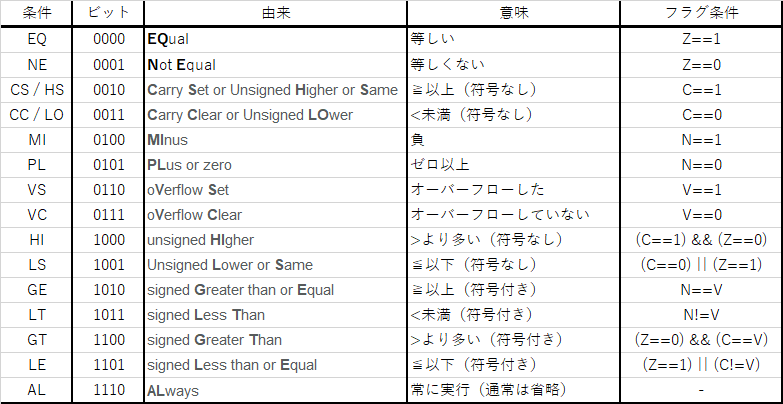 条件 ビット 由来 意味 フラグ条件
EQ 0000 EQual 等しい Z==1
NE 0001 Not Equal 等しくない Z==0
CS / HS 0010 Carry Set or Unsigned Higher or Same ≧以上（符号なし） C==1
CC / LO 0011 Carry Clear or Unsigned LOwer <未満（符号なし） C==0
MI 0100 MInus 負 N==1
PL 0101 PLus or zero ゼロ以上 N==0
VS 0110 oVerflow Set オーバーフローした V==1
VC 0111 oVerflow Clear オーバーフローしていない V==0
HI 1000 unsigned HIgher >より多い（符号なし） (C==1) && (Z==0)
LS 1001 Unsigned Lower or Same ≦以下（符号なし） (C==0) || (Z==1)
GE 1010 signed Greater than or Equal ≧以上（符号付き） N==V
LT 1011 signed Less Than <未満（符号付き） N!=V
GT 1100 signed Greater Than >より多い（符号付き） (Z==0) && (C==V)
LE 1101 signed Less than or Equal ≦以下（符号付き） (Z==1) || (C!=V)
AL 1110 ALways 常に実行（通常は省略） -